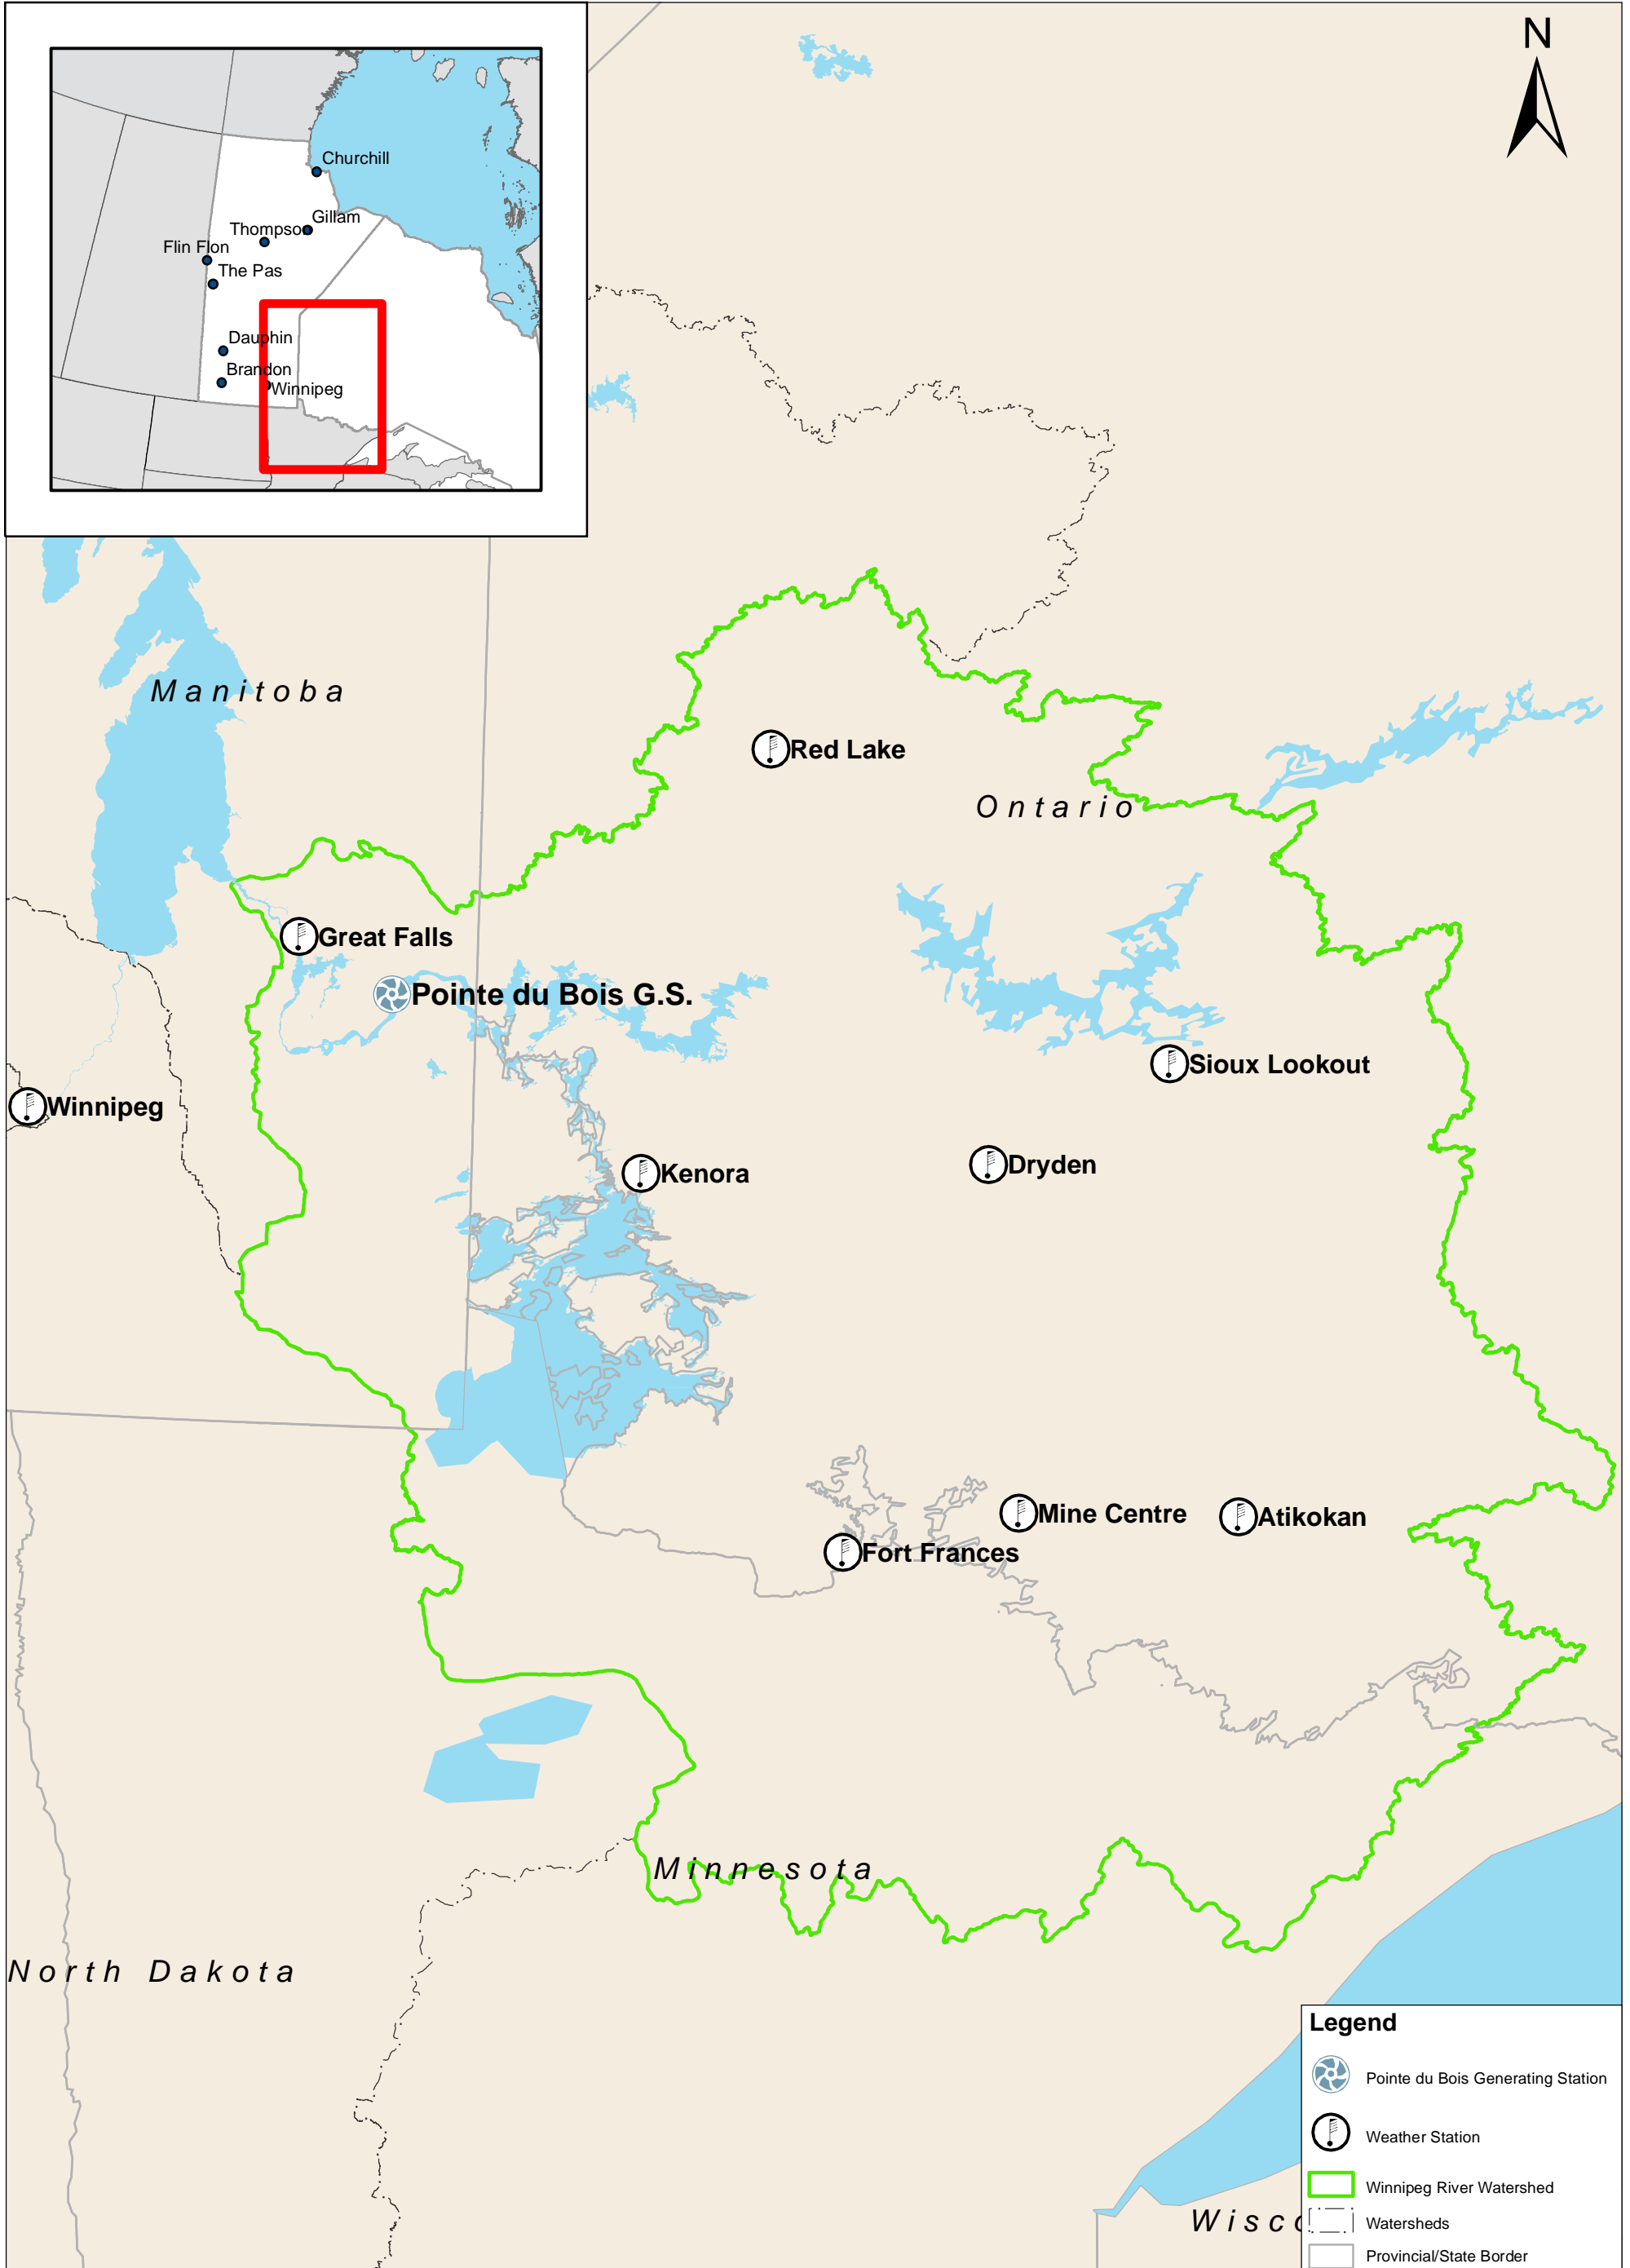 N
Churchill
Gillam
Thompson
Flin Flon
The Pas
Dauphin
Brandon
Winnipeg
Manitoba
Red Lake
Ontario
Great Falls
Pointe du Bois G.S.
Sioux Lookout
Winnipeg
Dryden
Kenora
Mine Centre
Atikokan
Fort Frances
Minnesota
North Dakota
Legend
Pointe du Bois Generating Station
Weather Station
Winnipeg River Watershed
Wisc
Watersheds
Provincial/State Border